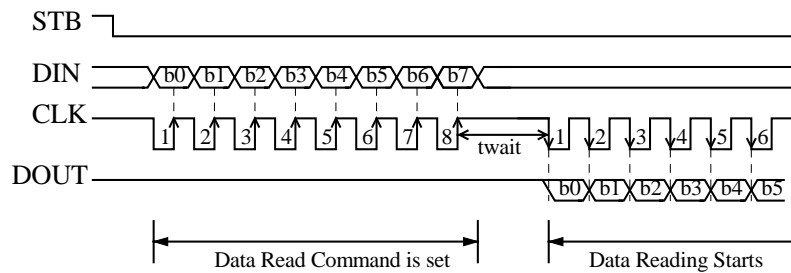 STB
DIN b0 b1 b2 b3 b4 b5 b6 b7
CLK 1 2 3 4 5 6 7 8 twait 1 2 3 4 5 6
DOUT b0 b1 b2 b3 b4 b5
Data Read Command is set Data Reading Starts